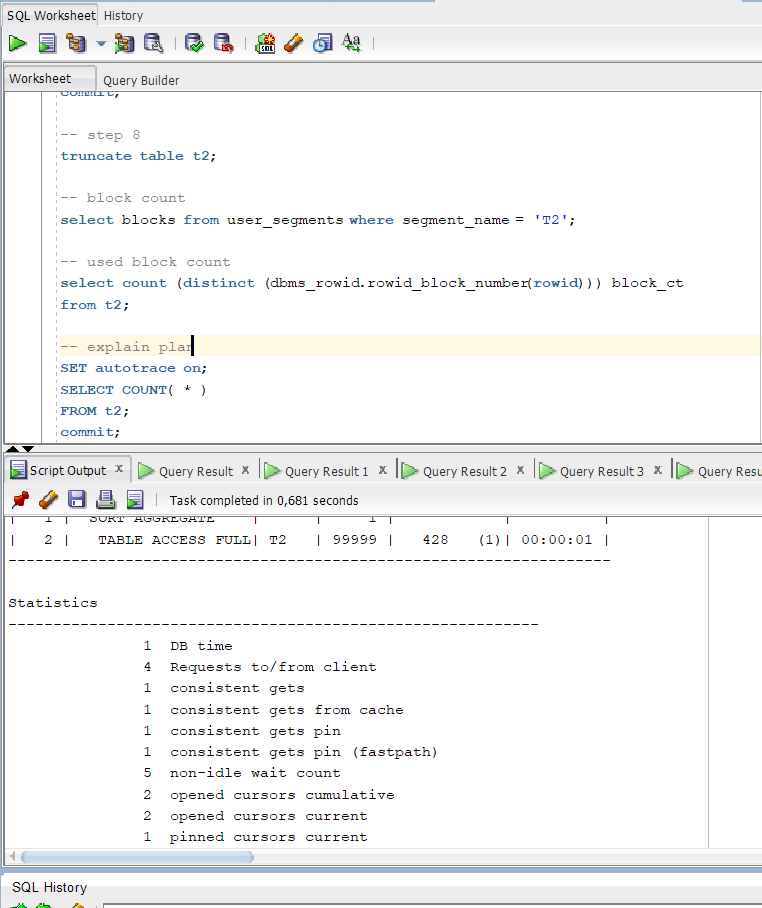 SQL Worksheet History
Worksheet Query Builder
commit;
-- step 8
truncate table t2;
-- block count
select blocks from user_segments where segment_name = 'T2';
-- used block count
select count (distinct (dbms_rowid.rowid_block_number(rowid))) block_ct
from t2;
-- explain plan
SET autotrace on;
SELECT COUNT( * )
FROM t2;
commit;
Script Output x Query Result x Query Result 1 x Query Result 2 x Query Result 3 x Query Resu
Task completed in 0,681 seconds
| 1 | SORT AGGREGATE | | 1 | | |
| 2 | TABLE ACCESS FULL| T2 | 99999 | 428 (1)| 00:00:01 |
--------------------------------------------------------------------
Statistics
-----------------------------------------------------------
1 DB time
4 Requests to/from client
1 consistent gets
1 consistent gets from cache
1 consistent gets pin
1 consistent gets pin (fastpath)
5 non-idle wait count
2 opened cursors cumulative
2 opened cursors current
1 pinned cursors current
SQL History